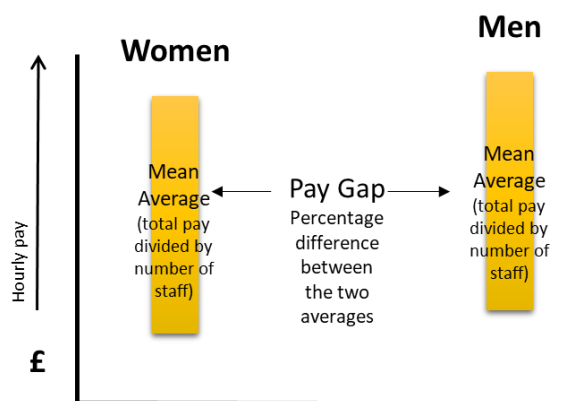 Women
Men
Hourly pay
£
Mean
Average
(total pay
divided by
number of
staff)
Pay Gap
Percentage
difference
between
the two
averages
Mean
Average
(total pay
divided by
number of
staff)